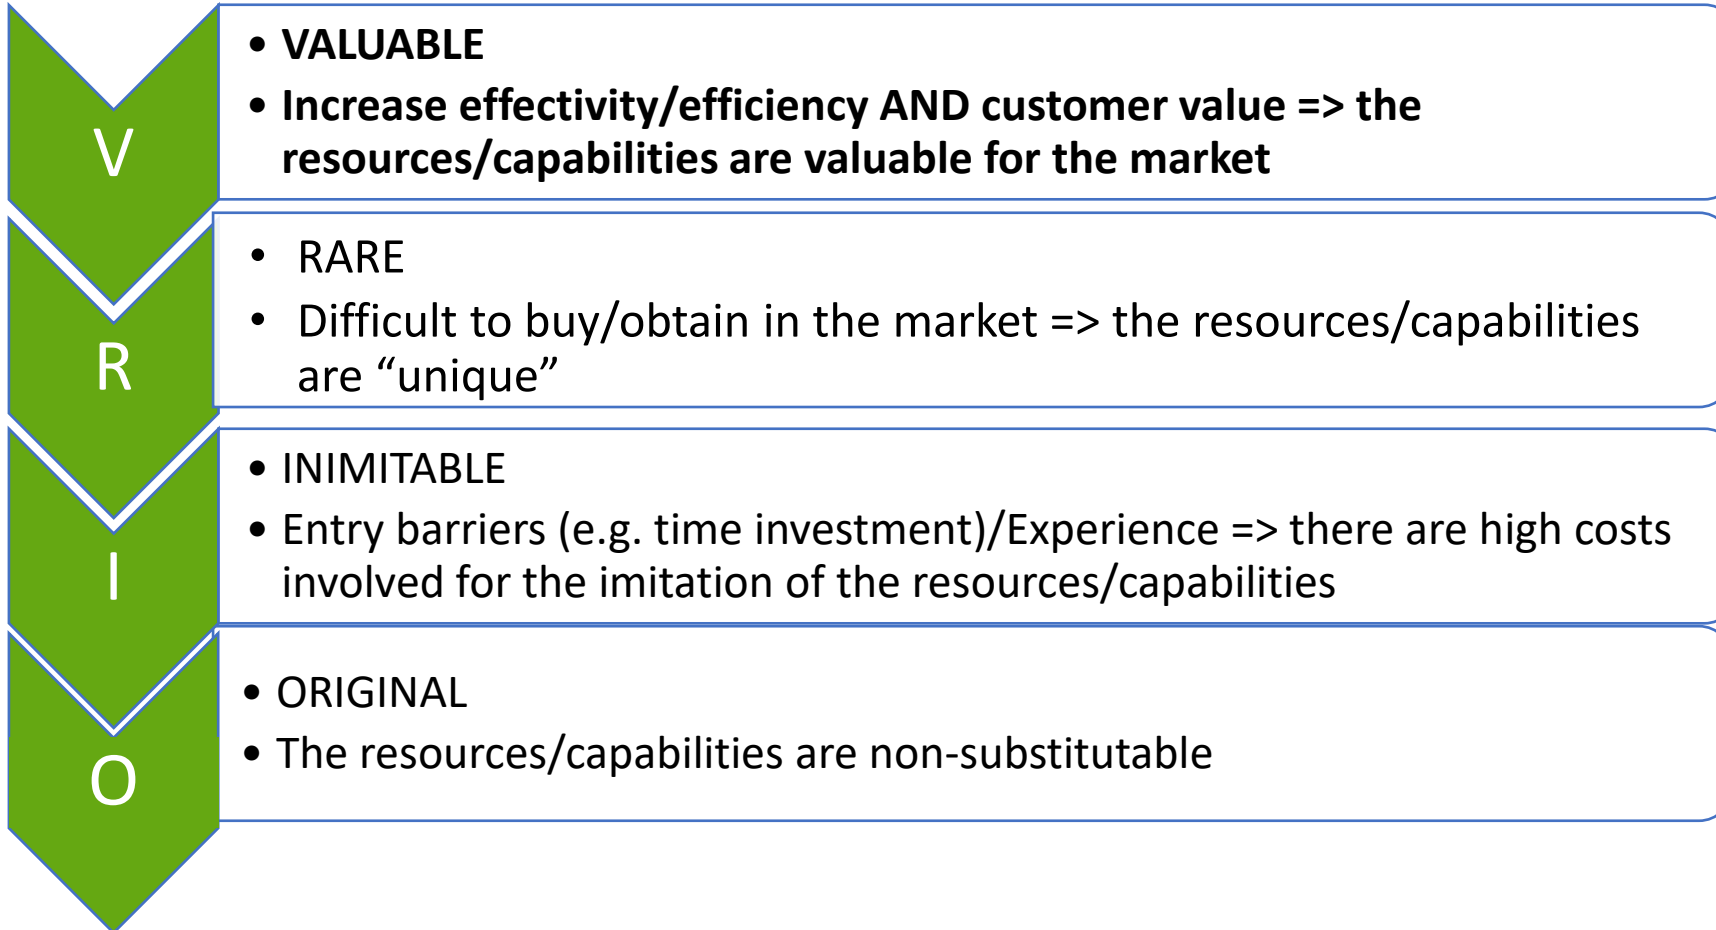 V
• VALUABLE
• Increase effectivity/efficiency AND customer value => the
resources/capabilities are valuable for the market
R
• RARE
• Difficult to buy/obtain in the market => the resources/capabilities
are “unique”
I
• INIMITABLE
• Entry barriers (e.g. time investment)/Experience => there are high costs
involved for the imitation of the resources/capabilities
O
• ORIGINAL
• The resources/capabilities are non-substitutable